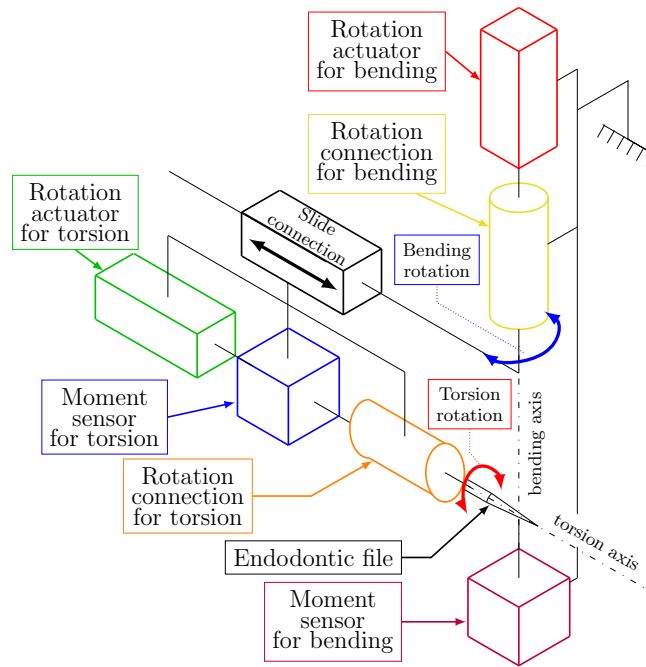 Rotation
actuator
for bending
Rotation
connection
for bending
Rotation
actuator
for torsion
Slide
connection
Bending
rotation
Moment
sensor
for torsion
Torsion
rotation
bending axis
Rotation
connection
for torsion
torsion axis
Endodontic file
Moment
sensor
for bending